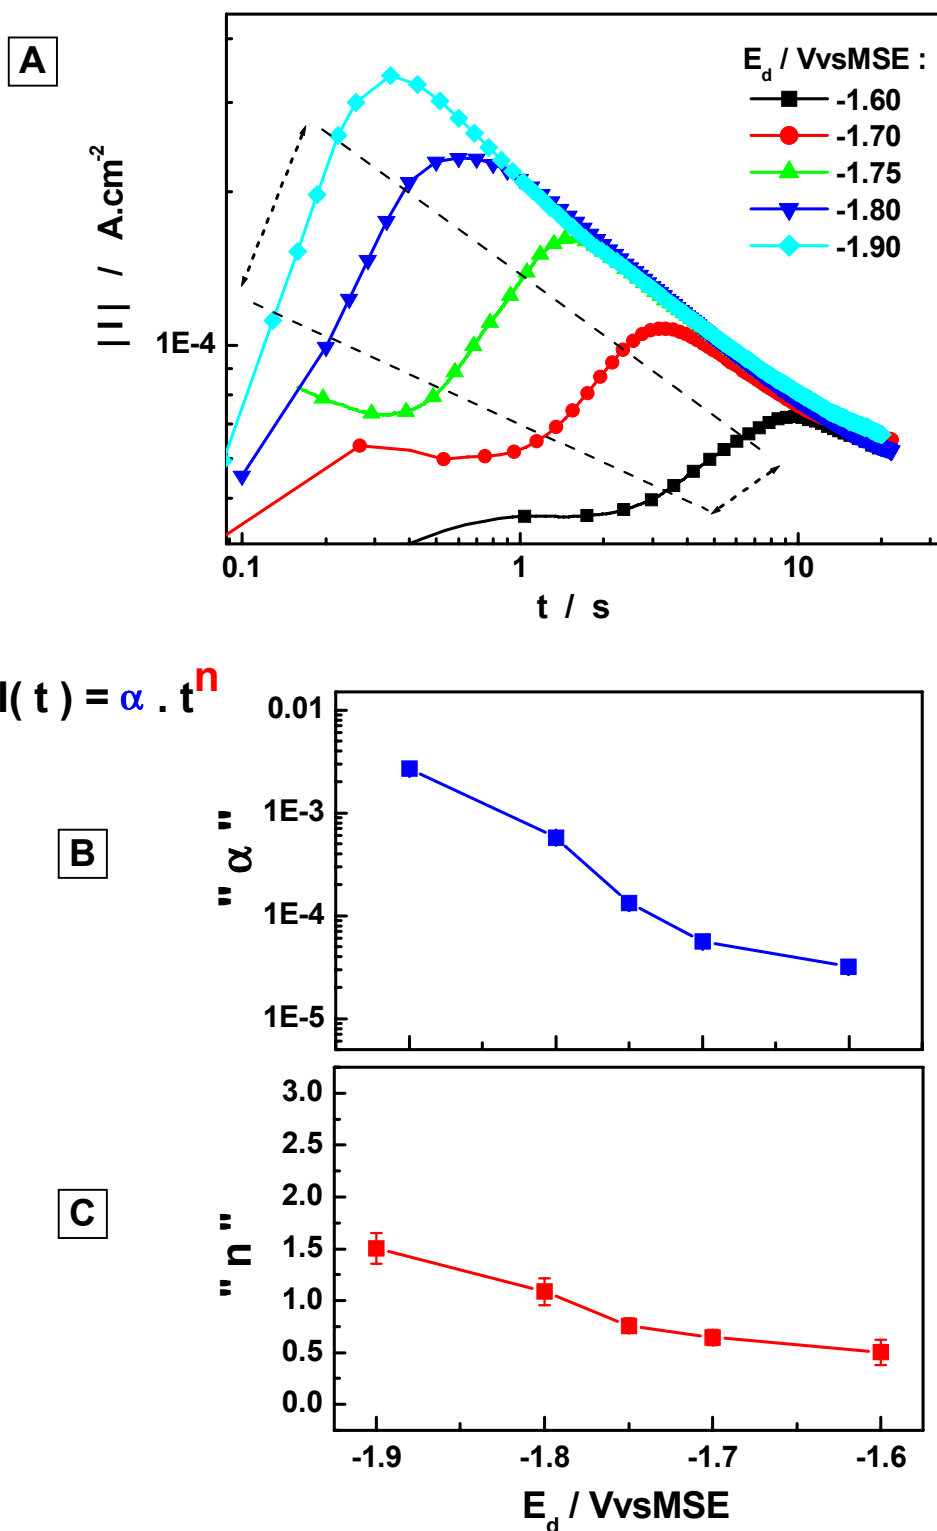 A
E_d / VvsMSE :
-1.60
-1.70
-1.75
-1.80
-1.90
| I | / A.cm⁻²
1E-4
0.1 1 10
t / s
I( t ) = α . tⁿ
B
0.01
1E-3
1E-4
1E-5
" α "
C
3.0
2.5
2.0
1.5
1.0
0.5
0.0
" n "
-1.9 -1.8 -1.7 -1.6
E_d / VvsMSE